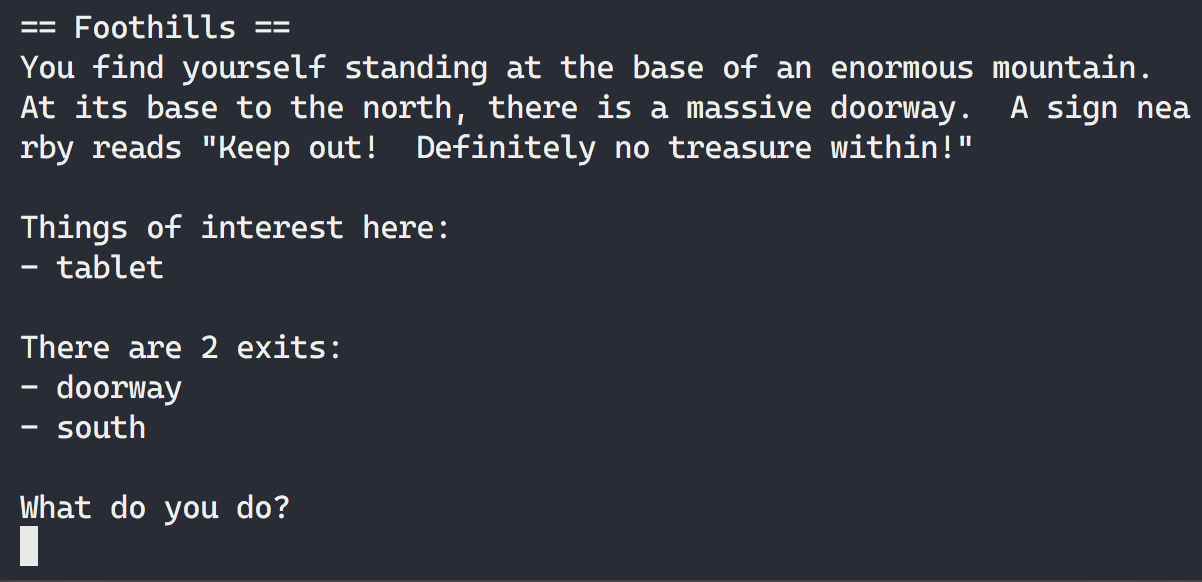 == Foothills ==
You find yourself standing at the base of an enormous mountain.
At its base to the north, there is a massive doorway.  A sign nea
rby reads "Keep out!  Definitely no treasure within!"

Things of interest here:
- tablet

There are 2 exits:
- doorway
- south

What do you do?